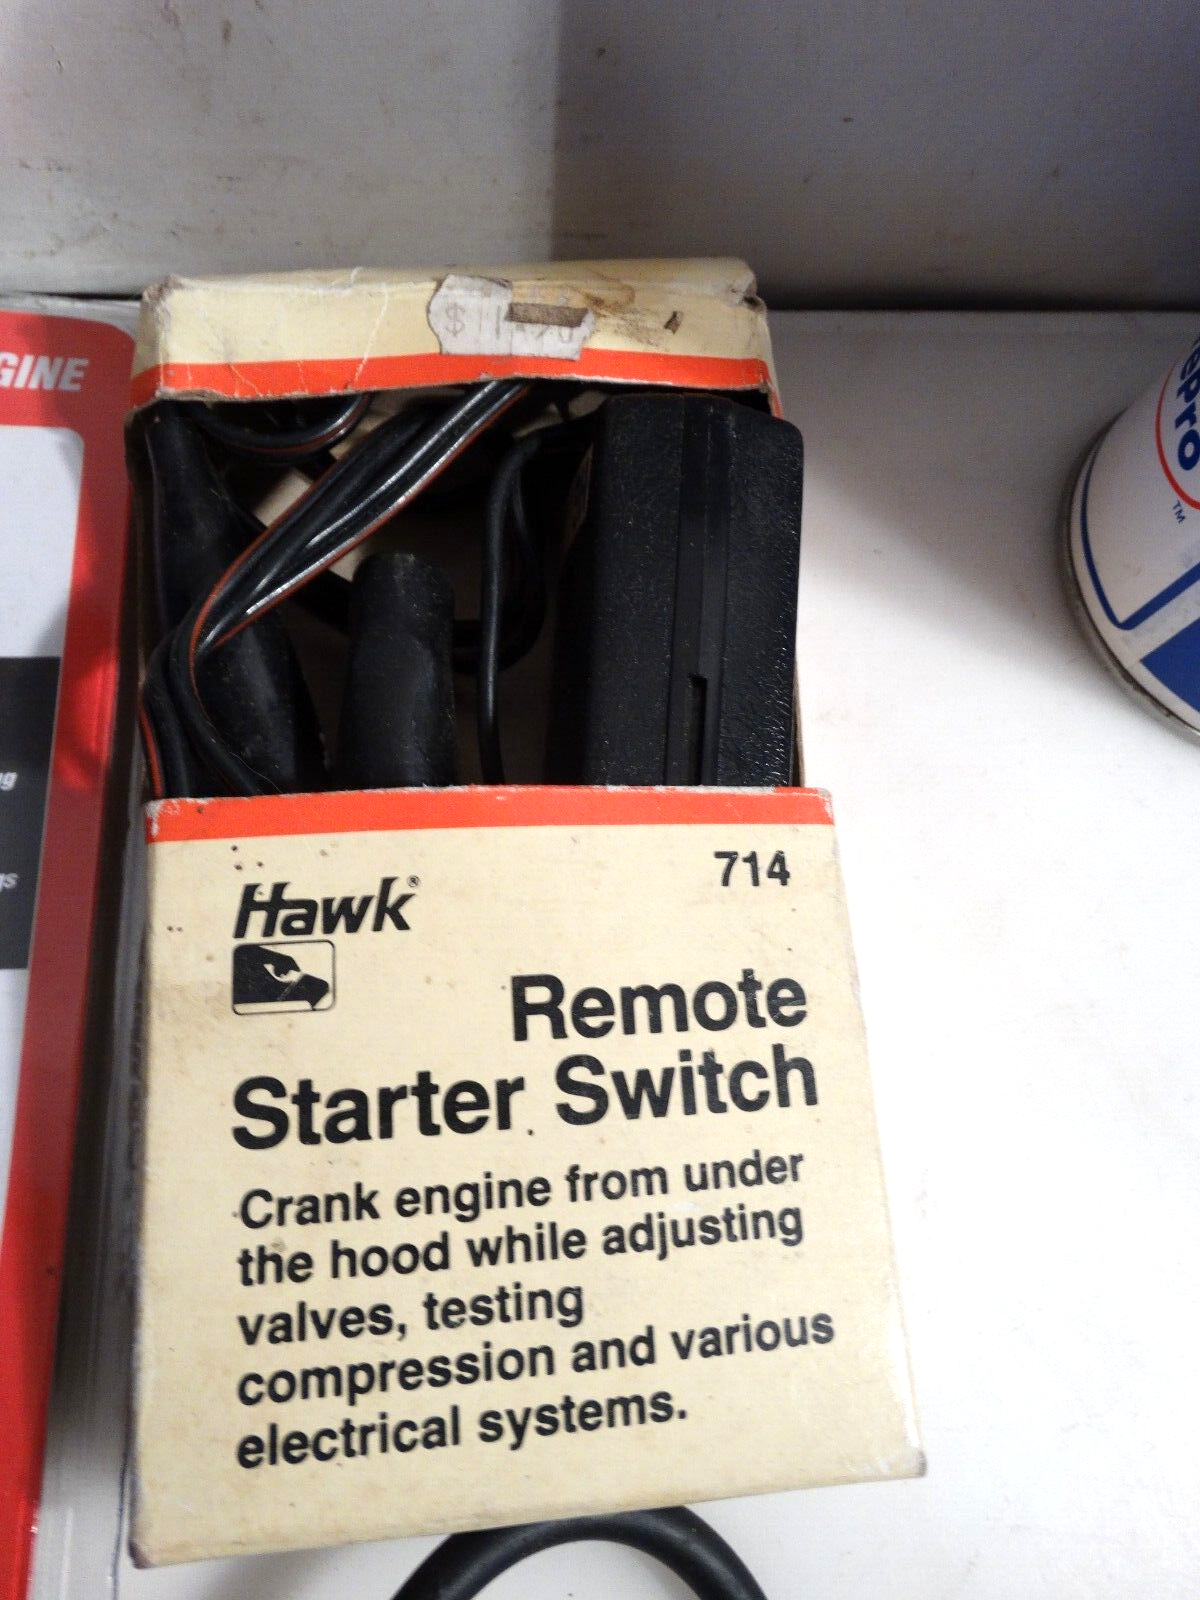 GINE
714
Hawk®
Remote
Starter Switch
Crank engine from under
the hood while adjusting
valves, testing
compression and various
electrical systems.
TM